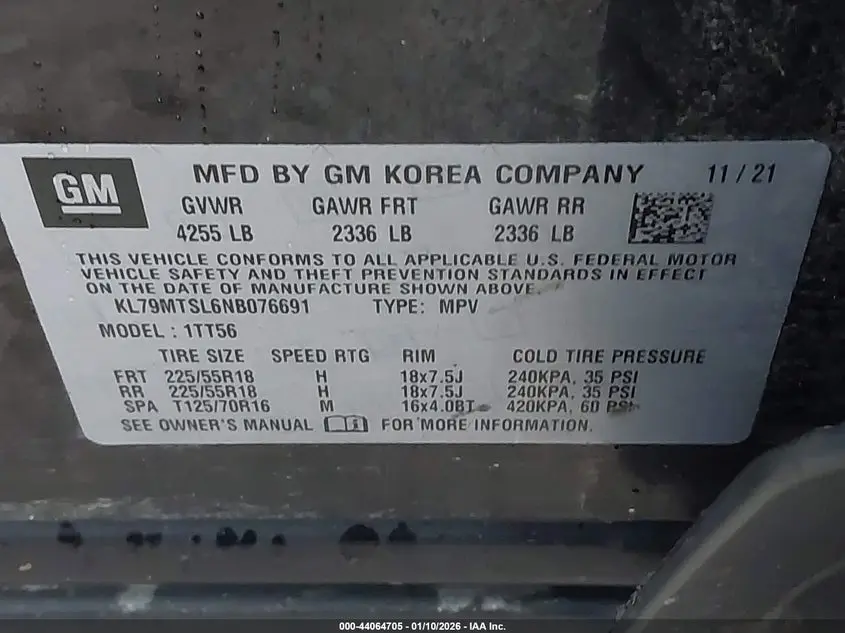 GM
MFD BY GM KOREA COMPANY 11/21
GVWR GAWR FRT GAWR RR
4255 LB 2336 LB 2336 LB
THIS VEHICLE CONFORMS TO ALL APPLICABLE U.S. FEDERAL MOTOR
VEHICLE SAFETY AND THEFT PREVENTION STANDARDS IN EFFECT
ON THE DATE OF MANUFACTURE SHOWN ABOVE.
KL79MTSL6NB076691 TYPE: MPV
MODEL: 1TT56
TIRE SIZE SPEED RTG RIM COLD TIRE PRESSURE
FRT 225/55R18 H 18x7.5J 240KPA, 35 PSI
RR 225/55R18 H 18x7.5J 240KPA, 35 PSI
SPA T125/70R16 M 16x4.0BT 420KPA, 60 PSI
SEE OWNER'S MANUAL FOR MORE INFORMATION.
000-44064705 - 01/10/2026 - IAA Inc.